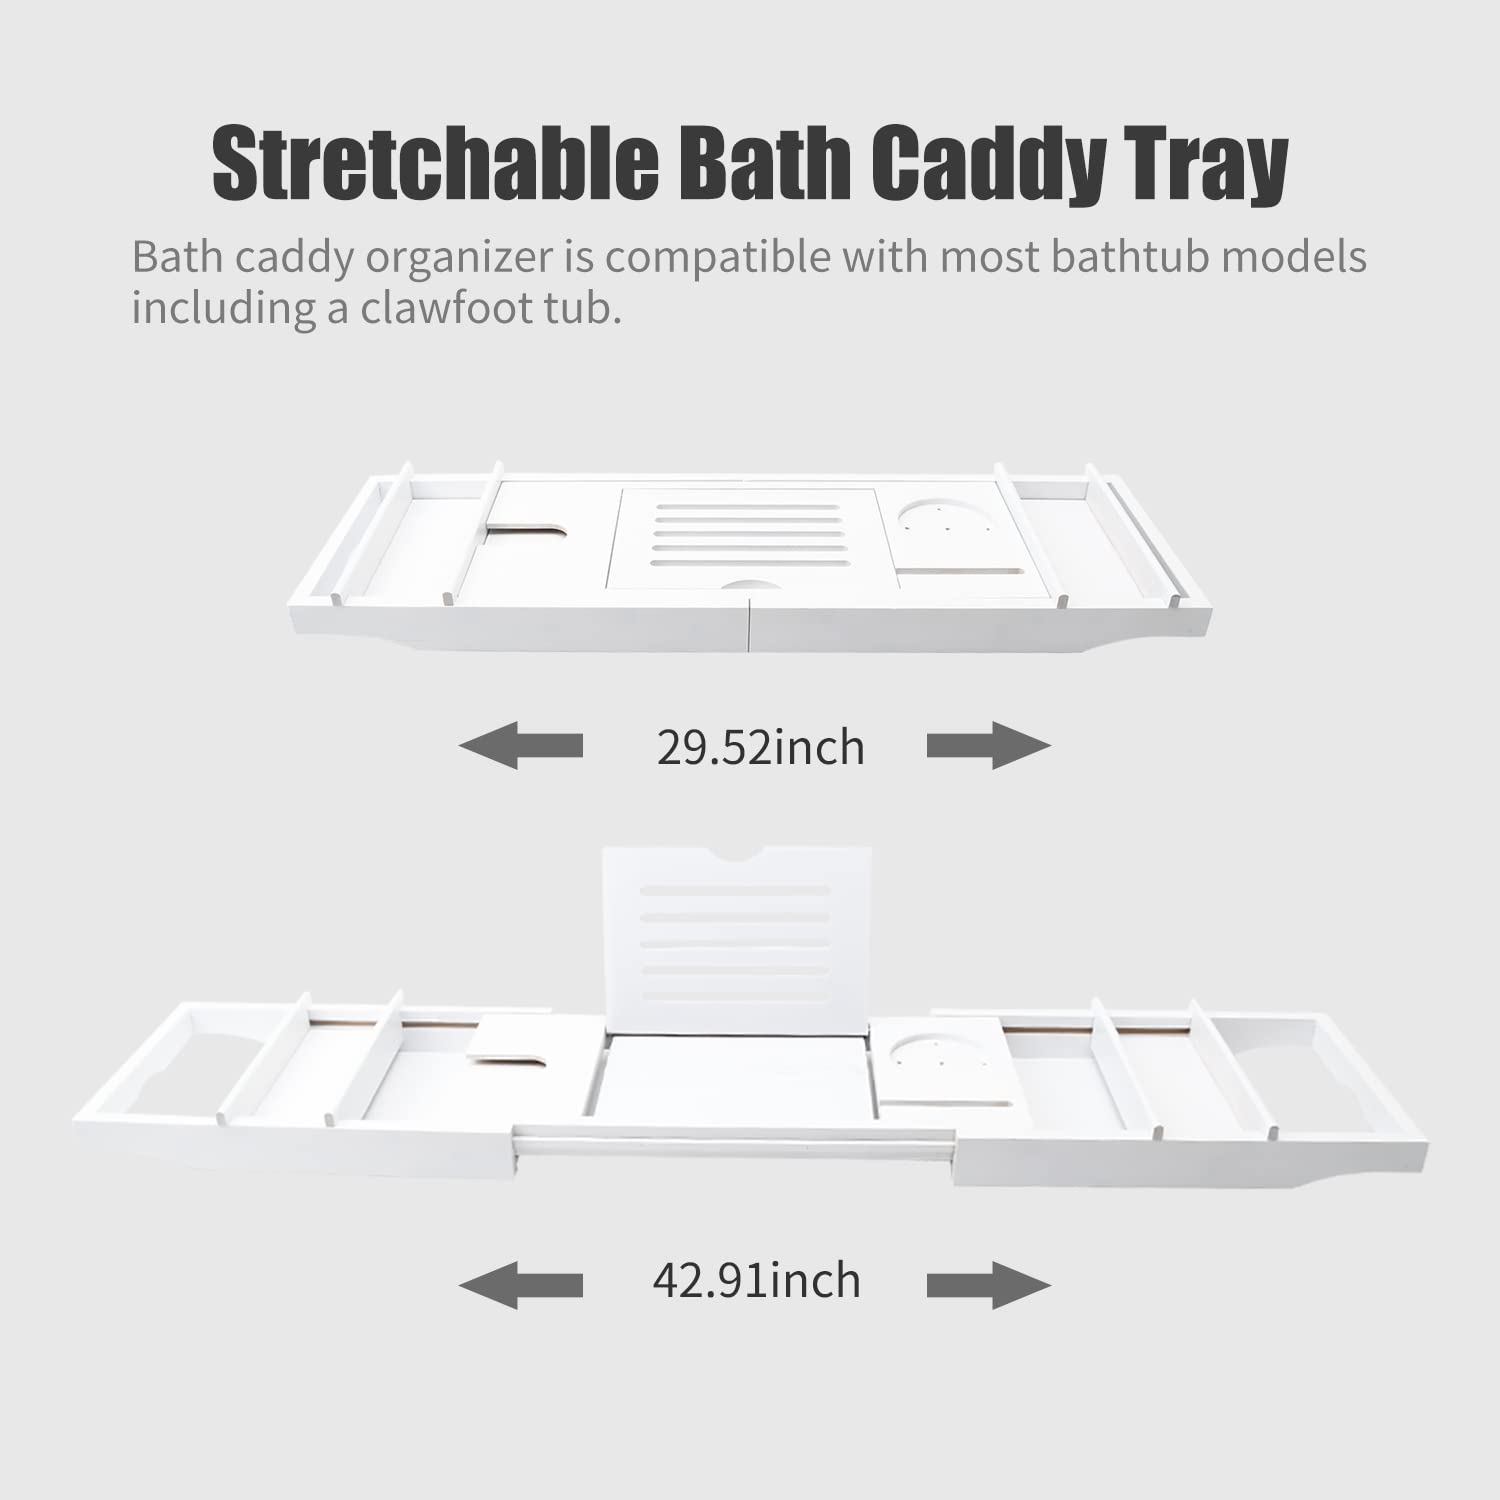 Stretchable Bath Caddy Tray
Bath caddy organizer is compatible with most bathtub models
including a clawfoot tub.
29.52inch
42.91inch